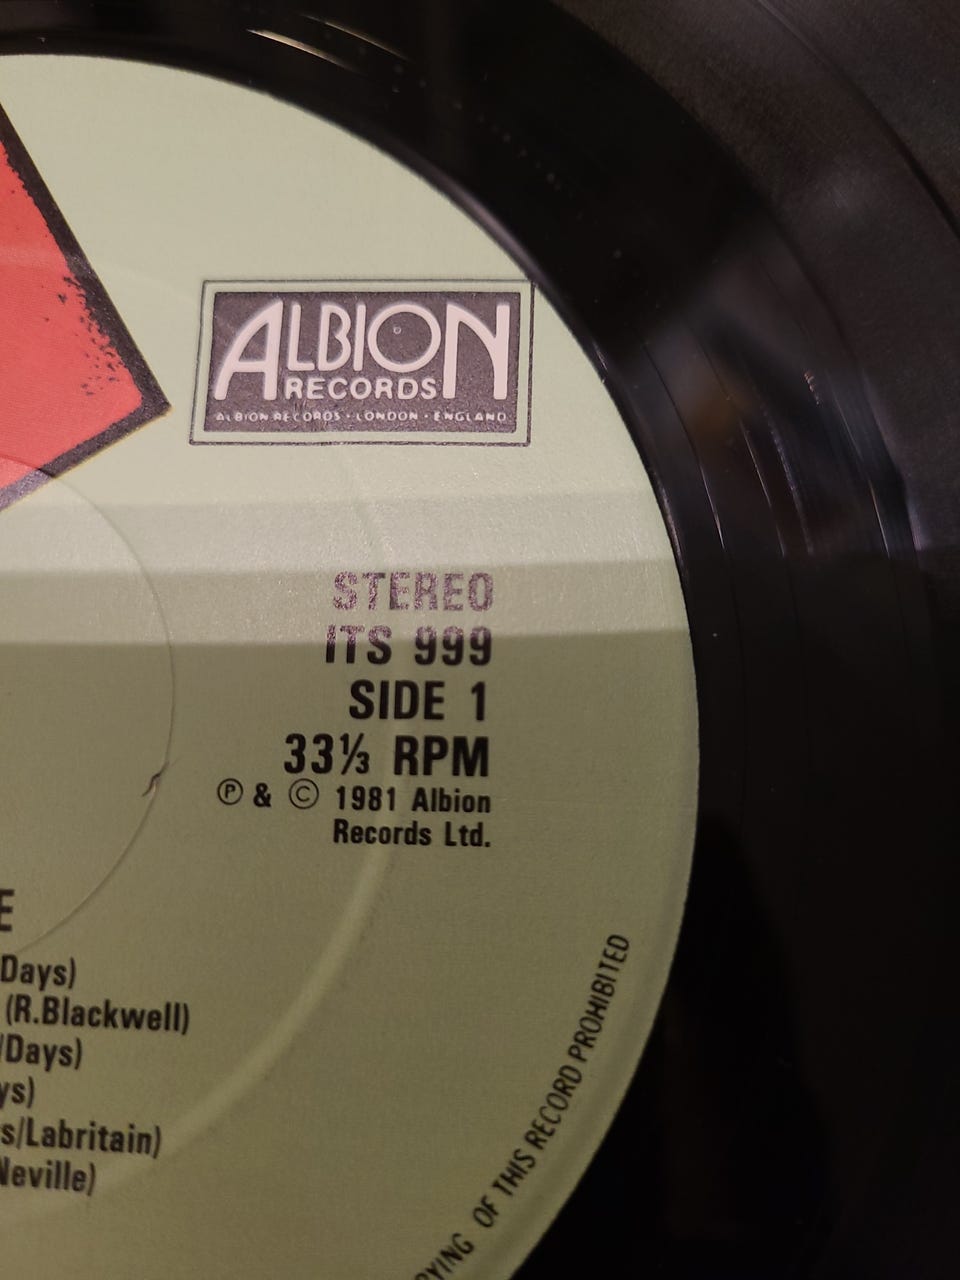 ALBION
RECORDS
ALBION RECORDS · LONDON · ENGLAND
STEREO
ITS 999
SIDE 1
33⅓ RPM
Ⓟ & © 1981 Albion
Records Ltd.
E
Days)
(R.Blackwell)
/Days)
ys)
s/Labritain)
Neville)
PYING OF THIS RECORD PROHIBITED